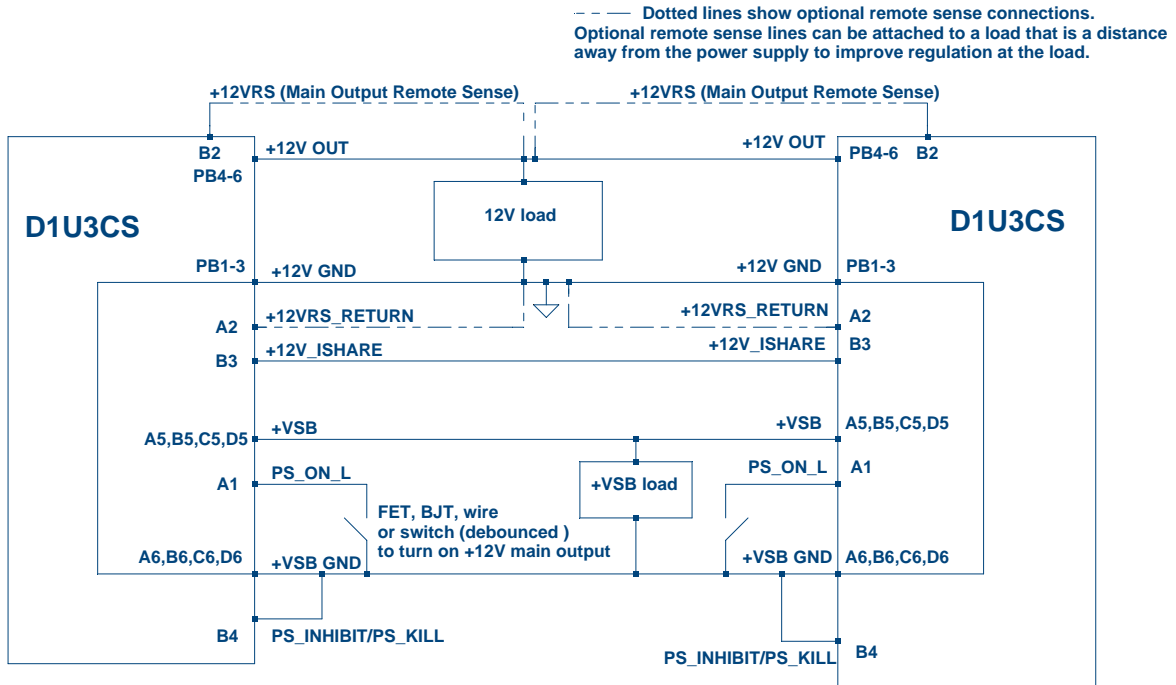 Dotted lines show optional remote sense connections.
Optional remote sense lines can be attached to a load that is a distance
away from the power supply to improve regulation at the load.
+12VRS (Main Output Remote Sense)
+12VRS (Main Output Remote Sense)
B2
+12V OUT
+12V OUT
PB4-6
B2
PB4-6
D1U3CS
12V load
D1U3CS
PB1-3
+12V GND
+12V GND
PB1-3
A2
+12VRS_RETURN
+12VRS_RETURN
A2
B3
+12V_ISHARE
+12V_ISHARE
B3
A5,B5,C5,D5
+VSB
+VSB
A5,B5,C5,D5
A1
PS_ON_L
+VSB load
PS_ON_L
A1
FET, BJT, wire
or switch (debounced )
to turn on +12V main output
A6,B6,C6,D6
+VSB GND
+VSB GND
A6,B6,C6,D6
B4
PS_INHIBIT/PS_KILL
PS_INHIBIT/PS_KILL
B4